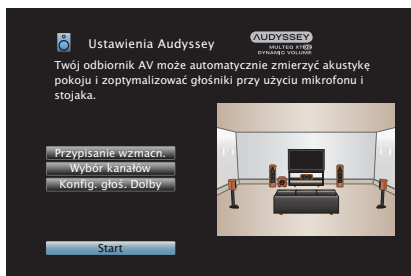 Ustawienia Audyssey
AUDYSSEY
MULTEQ XT32
DYNAMIC VOLUME
Twój odbiornik AV może automatycznie zmierzyć akustykę
pokoju i zoptymalizować głośniki przy użyciu mikrofonu i
stojaka.
Przypisanie wzmacn.
Wybór kanałów
Konfig. głoś. Dolby
Start